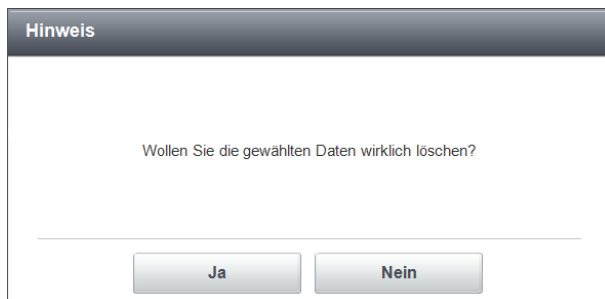 Hinweis
Wollen Sie die gewählten Daten wirklich löschen?
Ja
Nein